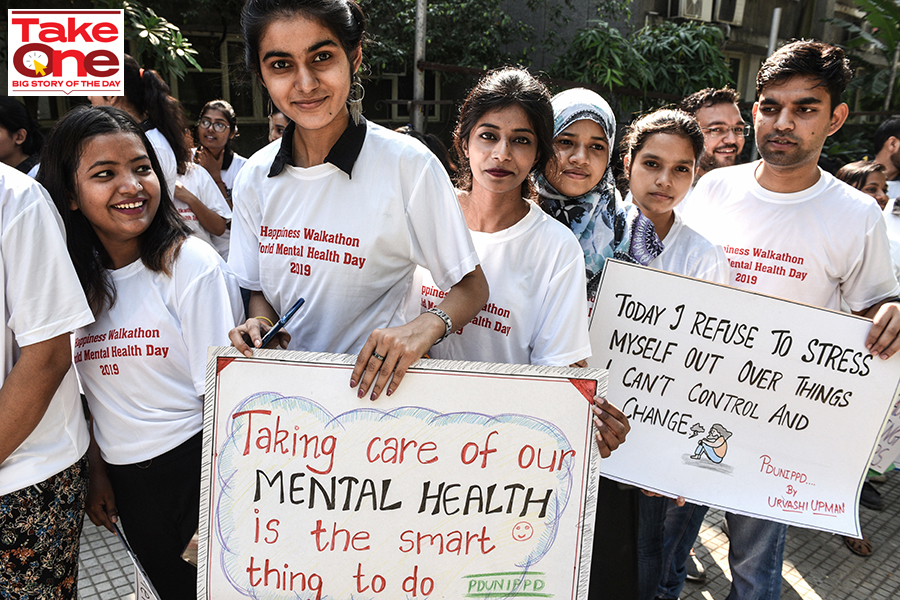 Take
One
BIG STORY OF THE DAY
Happiness Walkathon
World Mental Health Day
2019
Happiness Walkathon
World Mental Health Day
2019
Happiness
Mental Health
2019
Happiness Walkathon
Mental Health Day
2019
Taking care of our
MENTAL HEALTH
is the smart
thing to do
PDUNIPPD
TODAY I REFUSE TO STRESS
MYSELF OUT OVER THINGS
I CAN'T CONTROL AND
CHANGE.
PDUNIPPD....
By
URVASHI UPMAN